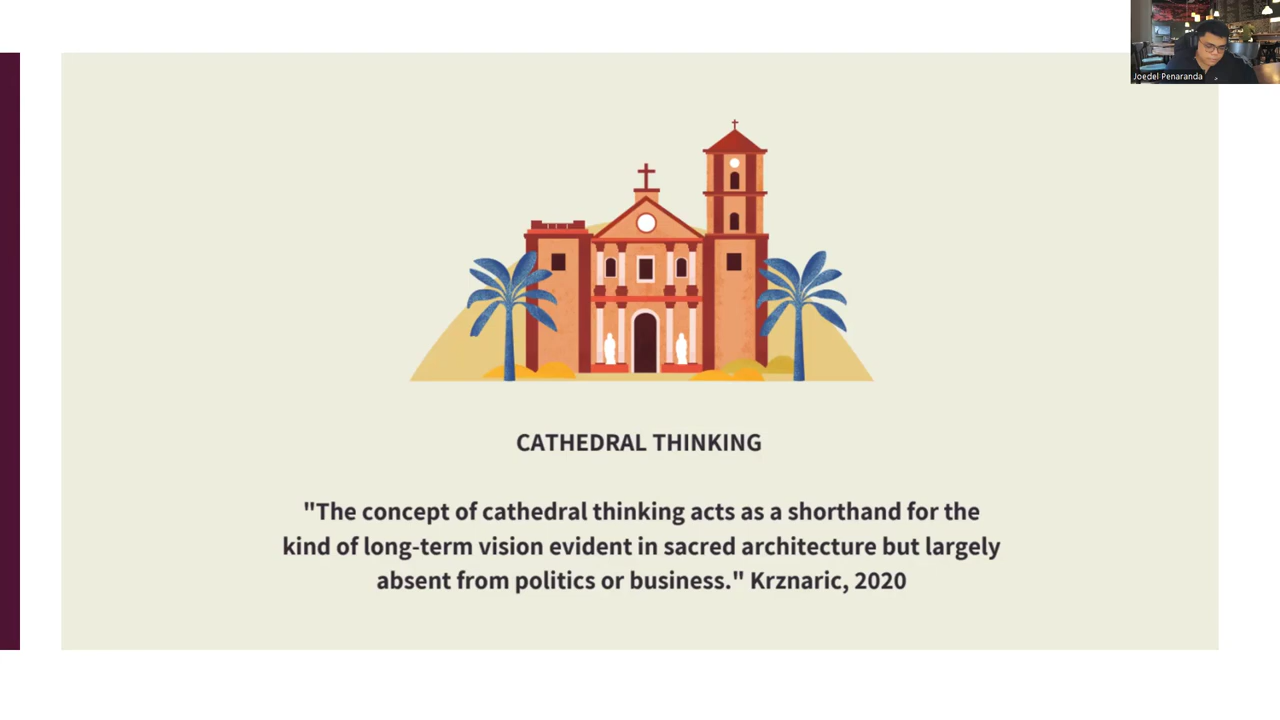 Joedel Penaranda
CATHEDRAL THINKING
"The concept of cathedral thinking acts as a shorthand for the
kind of long-term vision evident in sacred architecture but largely
absent from politics or business." Krznaric, 2020